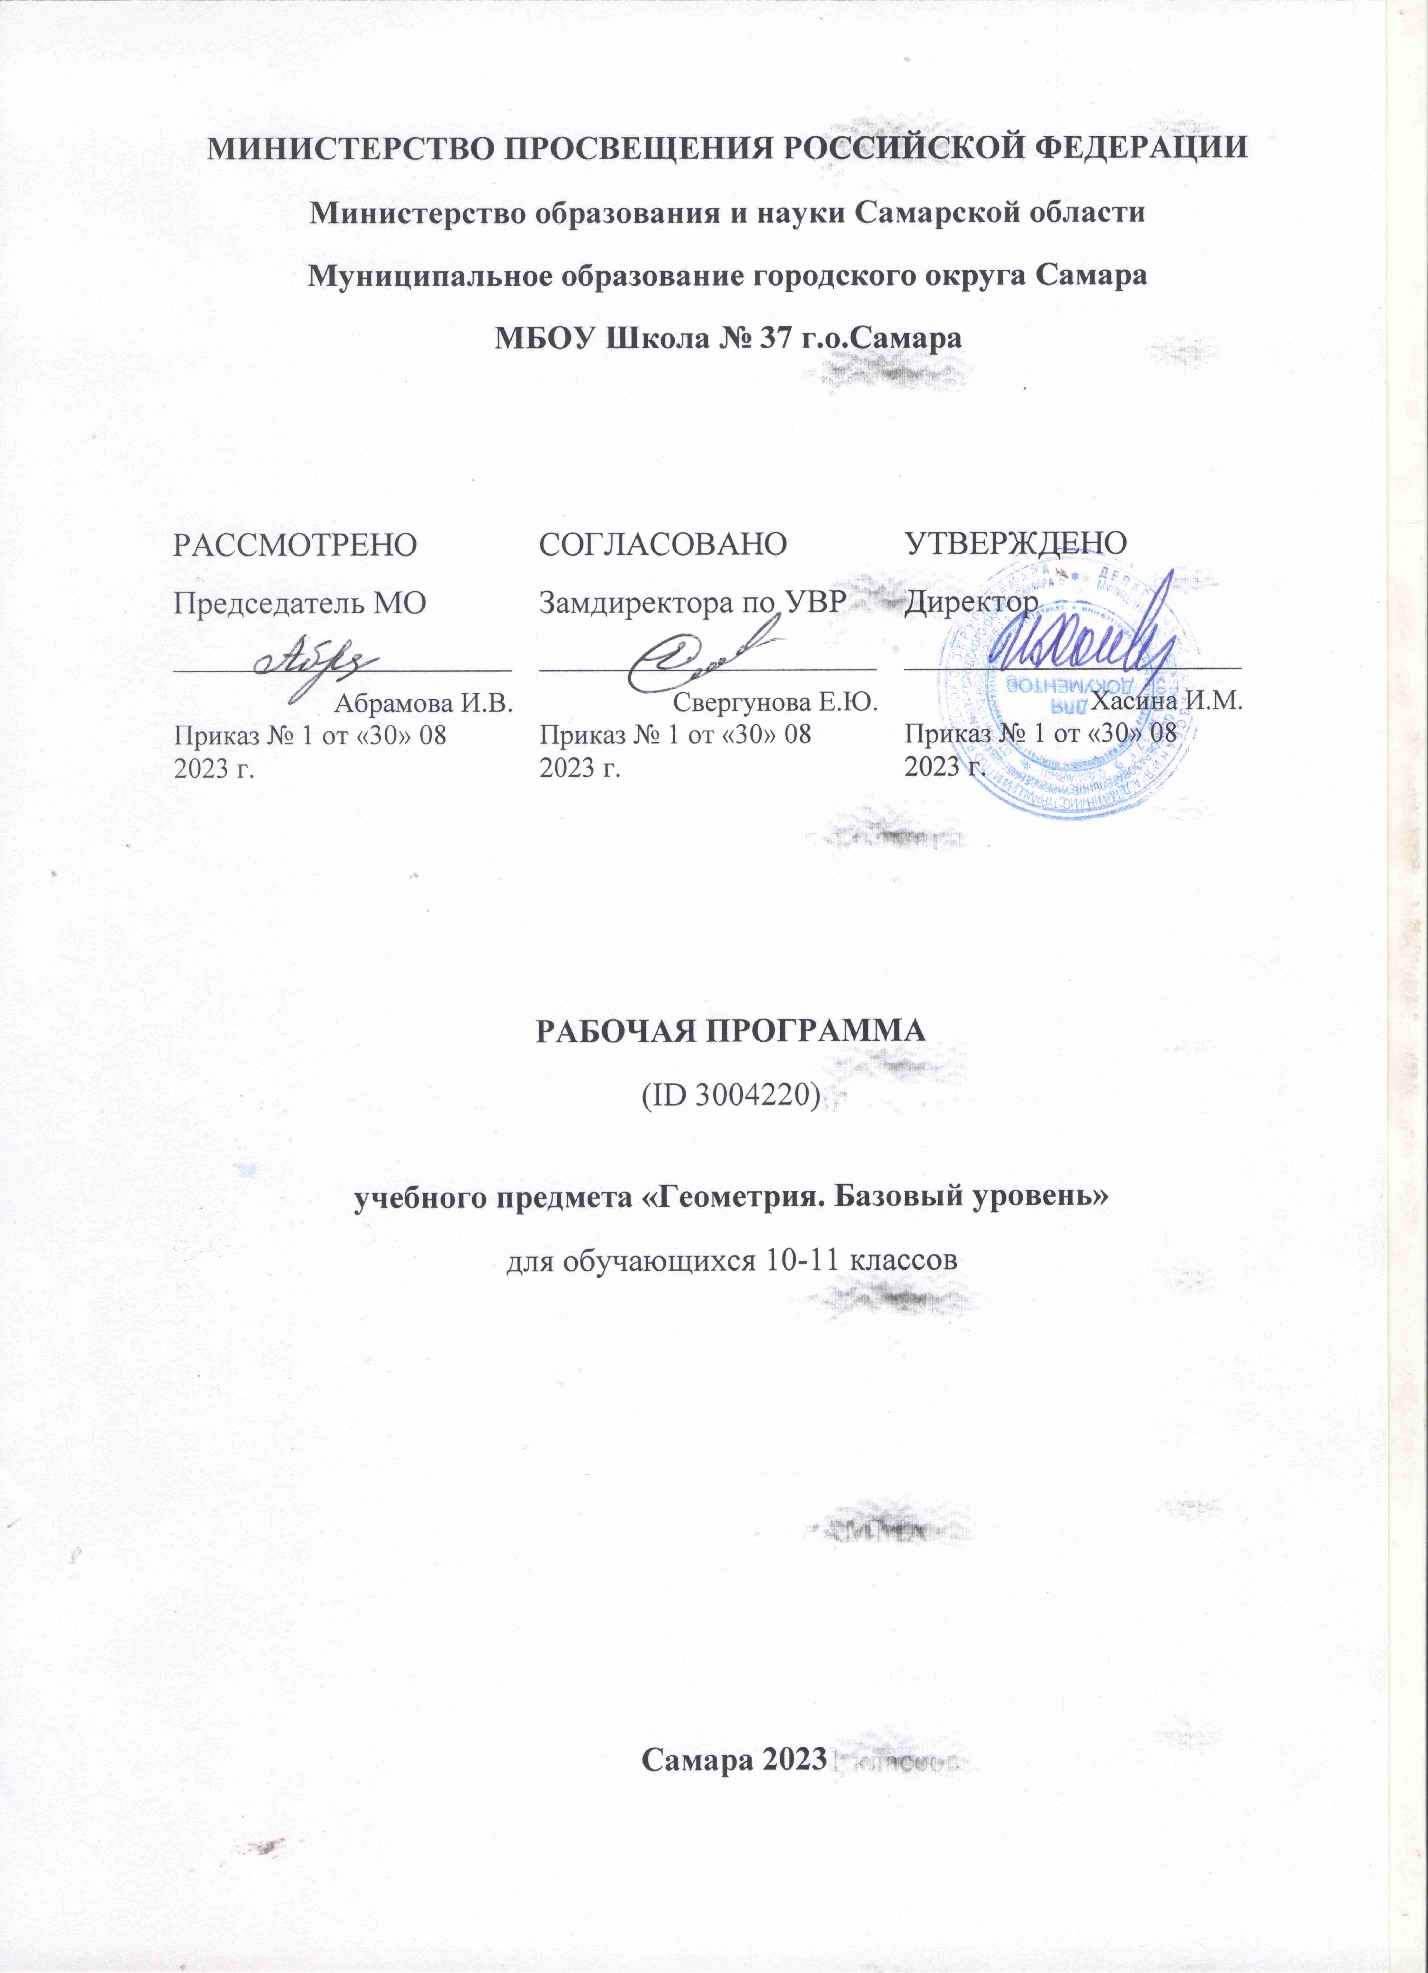 МИНИСТЕРСТВО ПРОСВЕЩЕНИЯ РОССИЙСКОЙ ФЕДЕРАЦИИ
Министерство образования и науки Самарской области
Муниципальное образование городского округа Самара
МБОУ Школа № 37 г.о.Самара
РАССМОТРЕНО
Председатель МО
Абрамова И.В.
Приказ № 1 от «30» 08
2023 г.
СОГЛАСОВАНО
Замдиректора по УВР
Свергунова Е.Ю.
Приказ № 1 от «30» 08
2023 г.
УТВЕРЖДЕНО
Директор
ДЛЯ
ДОКУМЕНТОВ
Хасина И.М.
Приказ № 1 от «30» 08
2023 г.
РАБОЧАЯ ПРОГРАММА
(ID 3004220)
учебного предмета «Геометрия. Базовый уровень»
для обучающихся 10-11 классов
Самара 2023